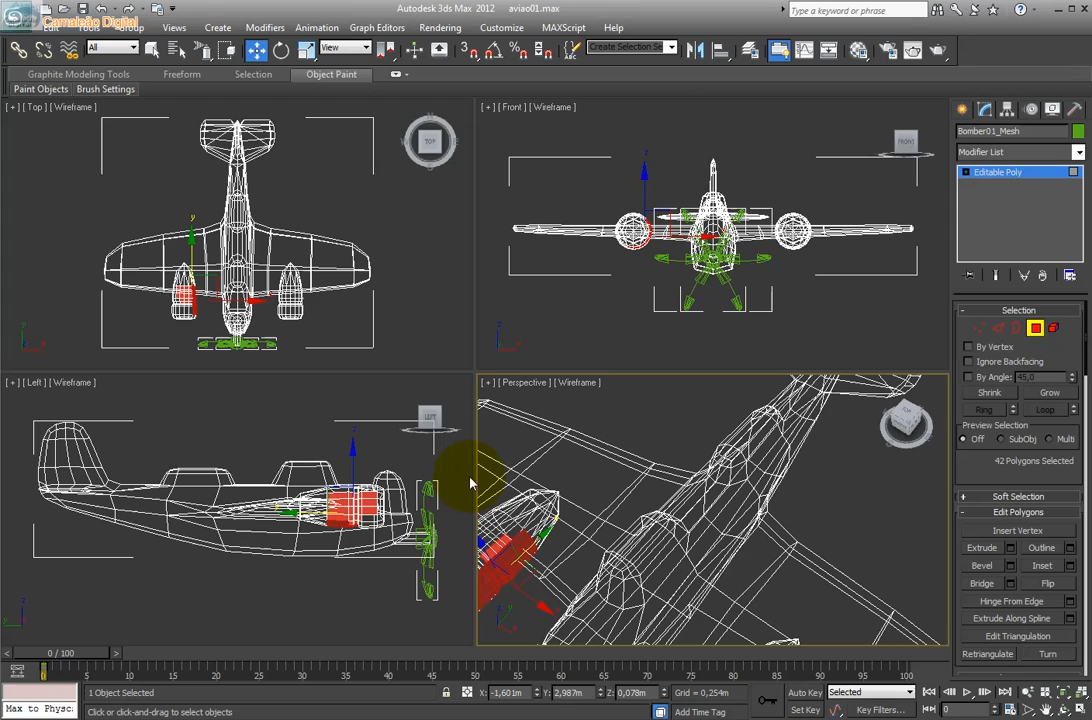 Autodesk 3ds Max 2012 aviao01.max
Type a keyword or phrase
Camaleão Digital
Tools Group Views Create Modifiers Animation Graph Editors Rendering Customize MAXScript Help
All View Create Selection Se
Graphite Modeling Tools Freeform Selection Object Paint
Paint Objects Brush Settings
[ + ] [ Top ] [ Wireframe ]
TOP
[ + ] [ Front ] [ Wireframe ]
FRONT
[ + ] [ Left ] [ Wireframe ]
LEFT
[ + ] [ Perspective ] [ Wireframe ]
TOP
Bomber01_Mesh
Modifier List
Editable Poly
Selection
By Vertex
Ignore Backfacing
By Angle: 45,0
Shrink Grow
Ring Loop
Preview Selection
Off SubObj Multi
42 Polygons Selected
Soft Selection
Edit Polygons
Insert Vertex
Extrude Outline
Bevel Inset
Bridge Flip
Hinge From Edge
Extrude Along Spline
Edit Triangulation
Retriangulate Turn
0 / 100
5 10 15 20 25 30 35 40 45 50 55 60 65 70 75 80 85 90 95 100
1 Object Selected X: -1,601m Y: 2,987m Z: 0,078m Grid = 0,254m Auto Key Selected
Max to Physc Click or click-and-drag to select objects Add Time Tag Set Key Key Filters... 0